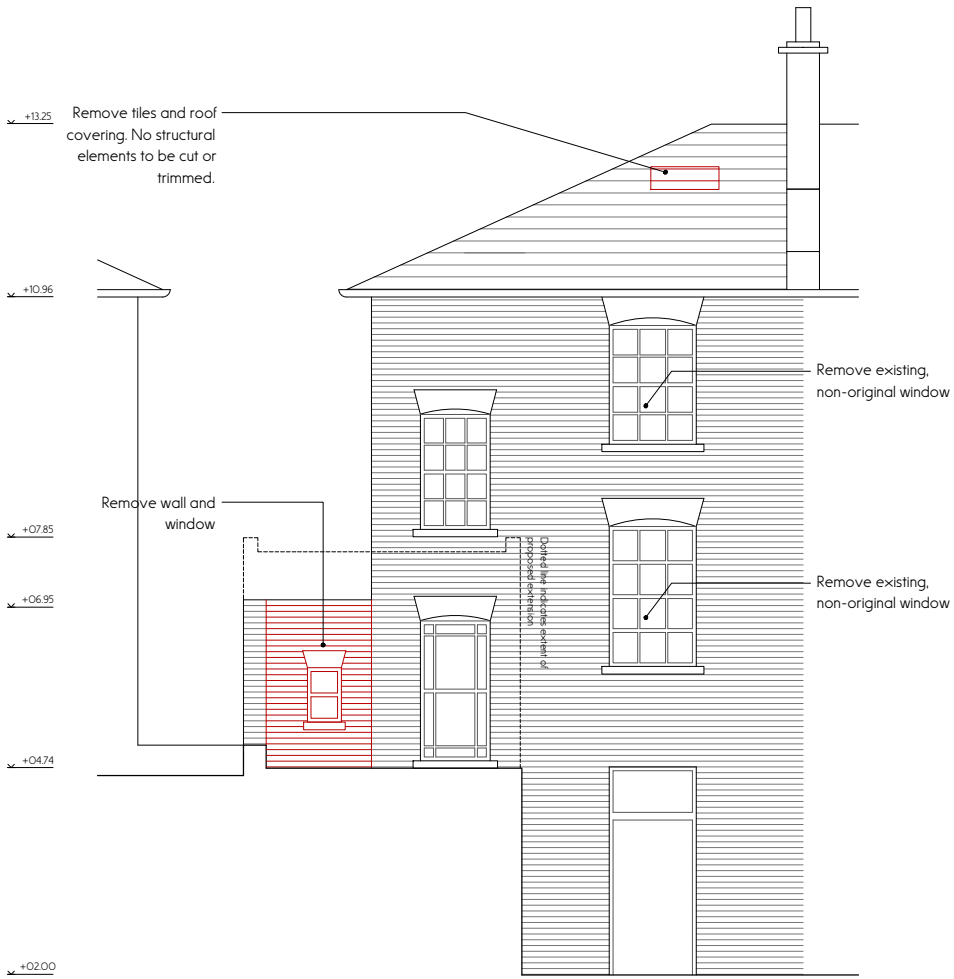 +13.25
Remove tiles and roof
covering. No structural
elements to be cut or
trimmed.
+10.96
Remove existing,
non-original window
Remove wall and
window
+07.85
Dotted line indicates extent of
proposed extension
Remove existing,
non-original window
+06.95
+04.74
+02.00